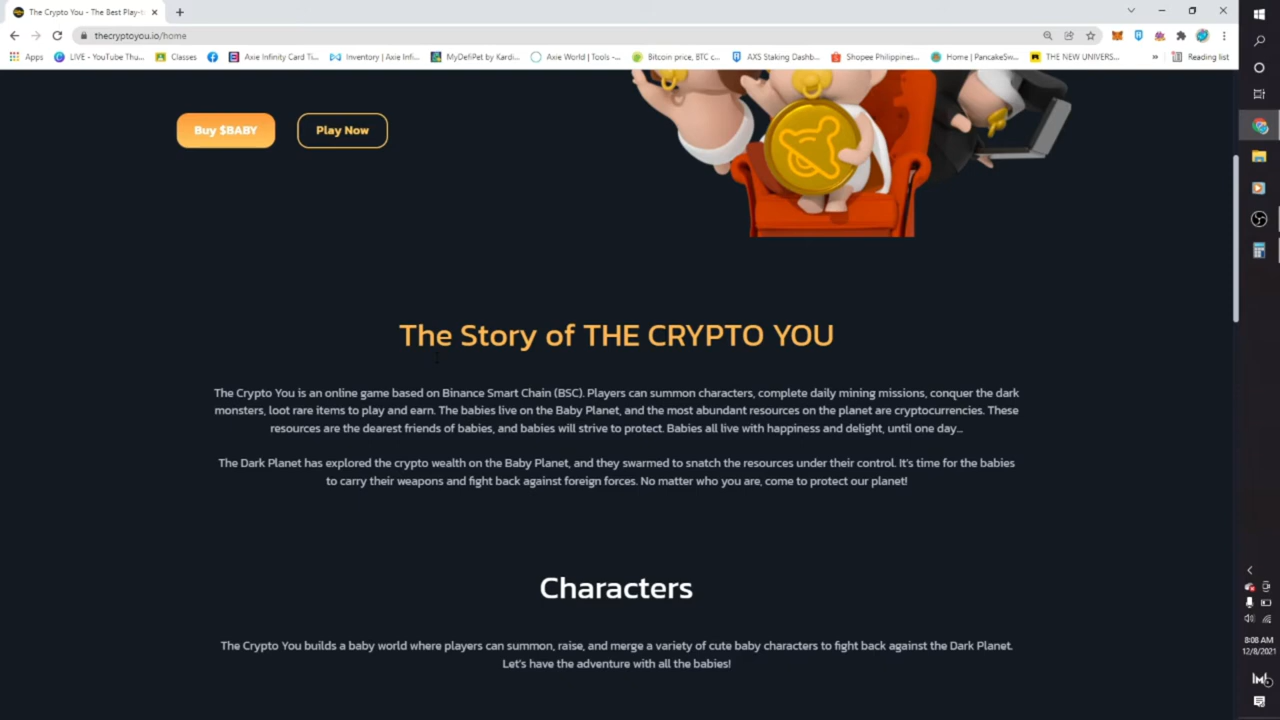 The Crypto You - The Best Play-t
thecryptoyou.io/home
Apps
LIVE - YouTube Thu...
Classes
Axie Infinity Card Ti...
Inventory | Axie Infi...
MyDefiPet by Kardi...
Axie World | Tools -...
Bitcoin price, BTC c...
AXS Staking Dashb...
Shopee Philippines...
Home | PancakeSw...
THE NEW UNIVERS...
»
Reading list
Buy $BABY
Play Now
The Story of THE CRYPTO YOU
The Crypto You is an online game based on Binance Smart Chain (BSC). Players can summon characters, complete daily mining missions, conquer the dark
monsters, loot rare items to play and earn. The babies live on the Baby Planet, and the most abundant resources on the planet are cryptocurrencies. These
resources are the dearest friends of babies, and babies will strive to protect. Babies all live with happiness and delight, until one day...
The Dark Planet has explored the crypto wealth on the Baby Planet, and they swarmed to snatch the resources under their control. It's time for the babies
to carry their weapons and fight back against foreign forces. No matter who you are, come to protect our planet!
Characters
The Crypto You builds a baby world where players can summon, raise, and merge a variety of cute baby characters to fight back against the Dark Planet.
Let's have the adventure with all the babies!
8:08 AM
12/8/2021